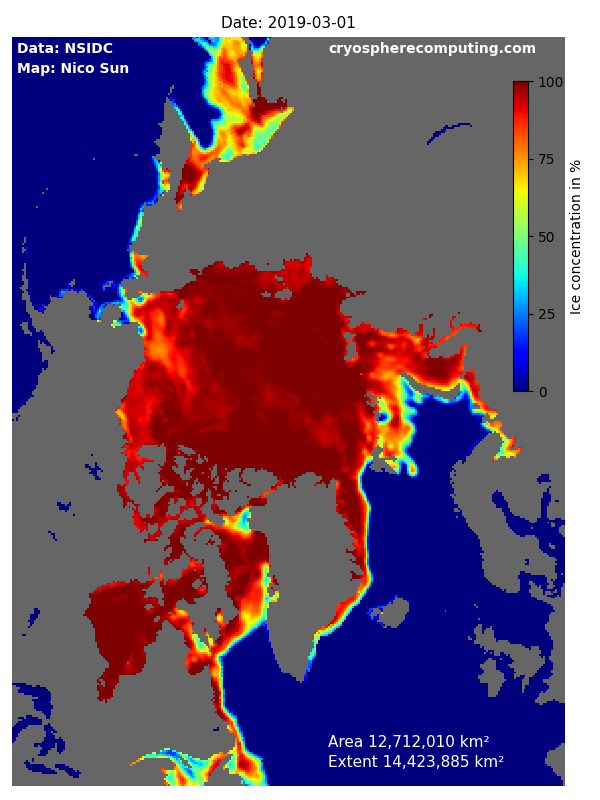 Date: 2019-03-01
Data: NSIDC
Map: Nico Sun
cryospherecomputing.com
100
75
50
25
0
Ice concentration in %
Area 12,712,010 km²
Extent 14,423,885 km²